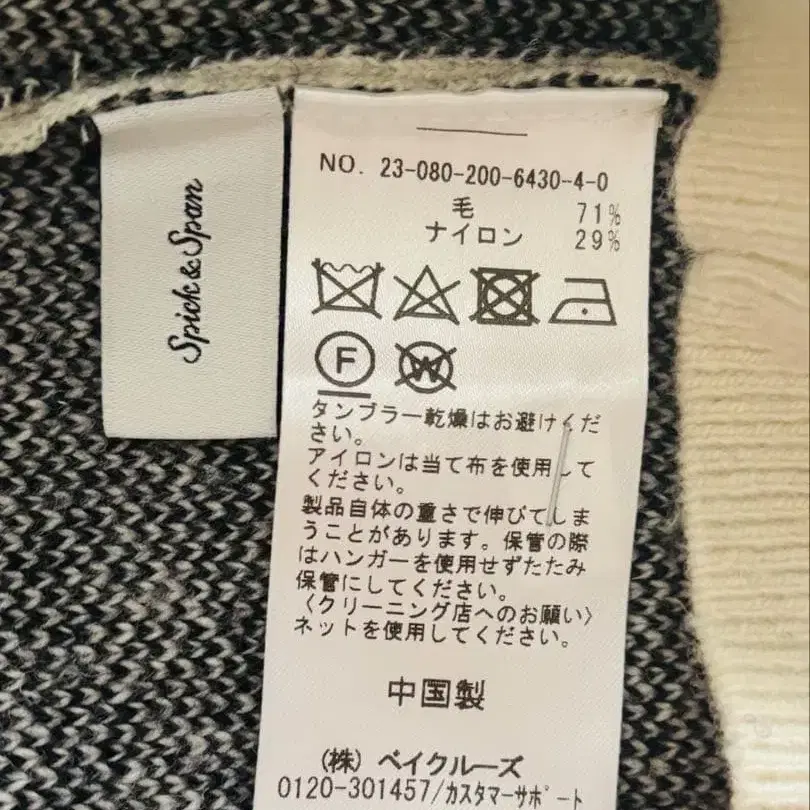 Spick & Span
NO. 23-080-200-6430-4-0
毛 71%
ナイロン 29%
F
W
タンブラー乾燥はお避けくだ
さい。
アイロンは当て布を使用して
ください。
製品自体の重さで伸びてしま
うことがあります。保管の際
はハンガーを使用せずたたみ
保管にしてください。
〈クリーニング店へのお願い〉
ネットを使用してください。
中国製
(株) ベイクルーズ
0120-301457/カスタマーサポート